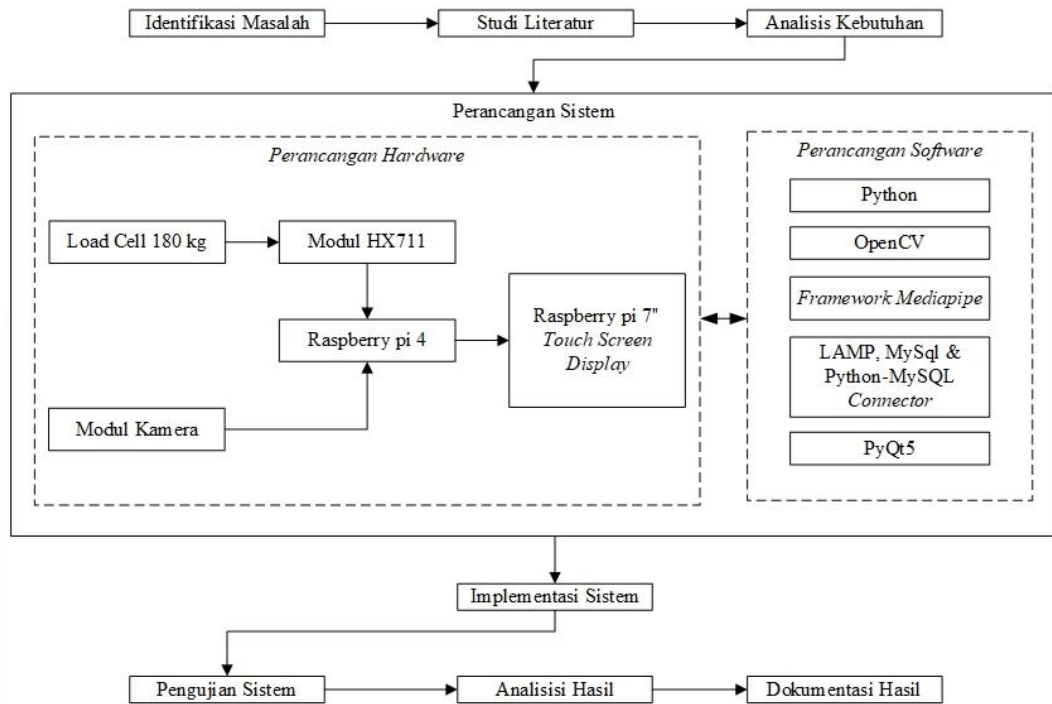 Identifikasi Masalah
Studi Literatur
Analisis Kebutuhan
Perancangan Sistem
Perancangan Hardware
Load Cell 180 kg
Modul HX711
Raspberry pi 4
Raspberry pi 7"
Touch Screen
Display
Modul Kamera
Perancangan Software
Python
OpenCV
Framework Mediapipe
LAMP, MySql &
Python-MySQL
Connector
PyQt5
Implementasi Sistem
Pengujian Sistem
Analisisi Hasil
Dokumentasi Hasil